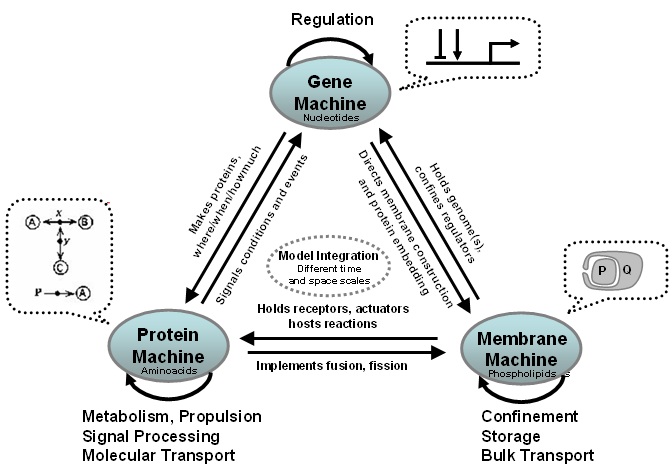 Regulation
Gene
Machine
Nucleotides
Makes proteins,
where/when/howmuch
Signals conditions and events
Directs membrane construction
and protein embedding
Holds genome(s),
confines regulators
x
A
B
y
C
P
A
Model Integration
Different time
and space scales
P
Q
Holds receptors, actuators
hosts reactions
Implements fusion, fission
Protein
Machine
Aminoacids
Membrane
Machine
Phospholipids
Metabolism, Propulsion
Signal Processing
Molecular Transport
Confinement
Storage
Bulk Transport